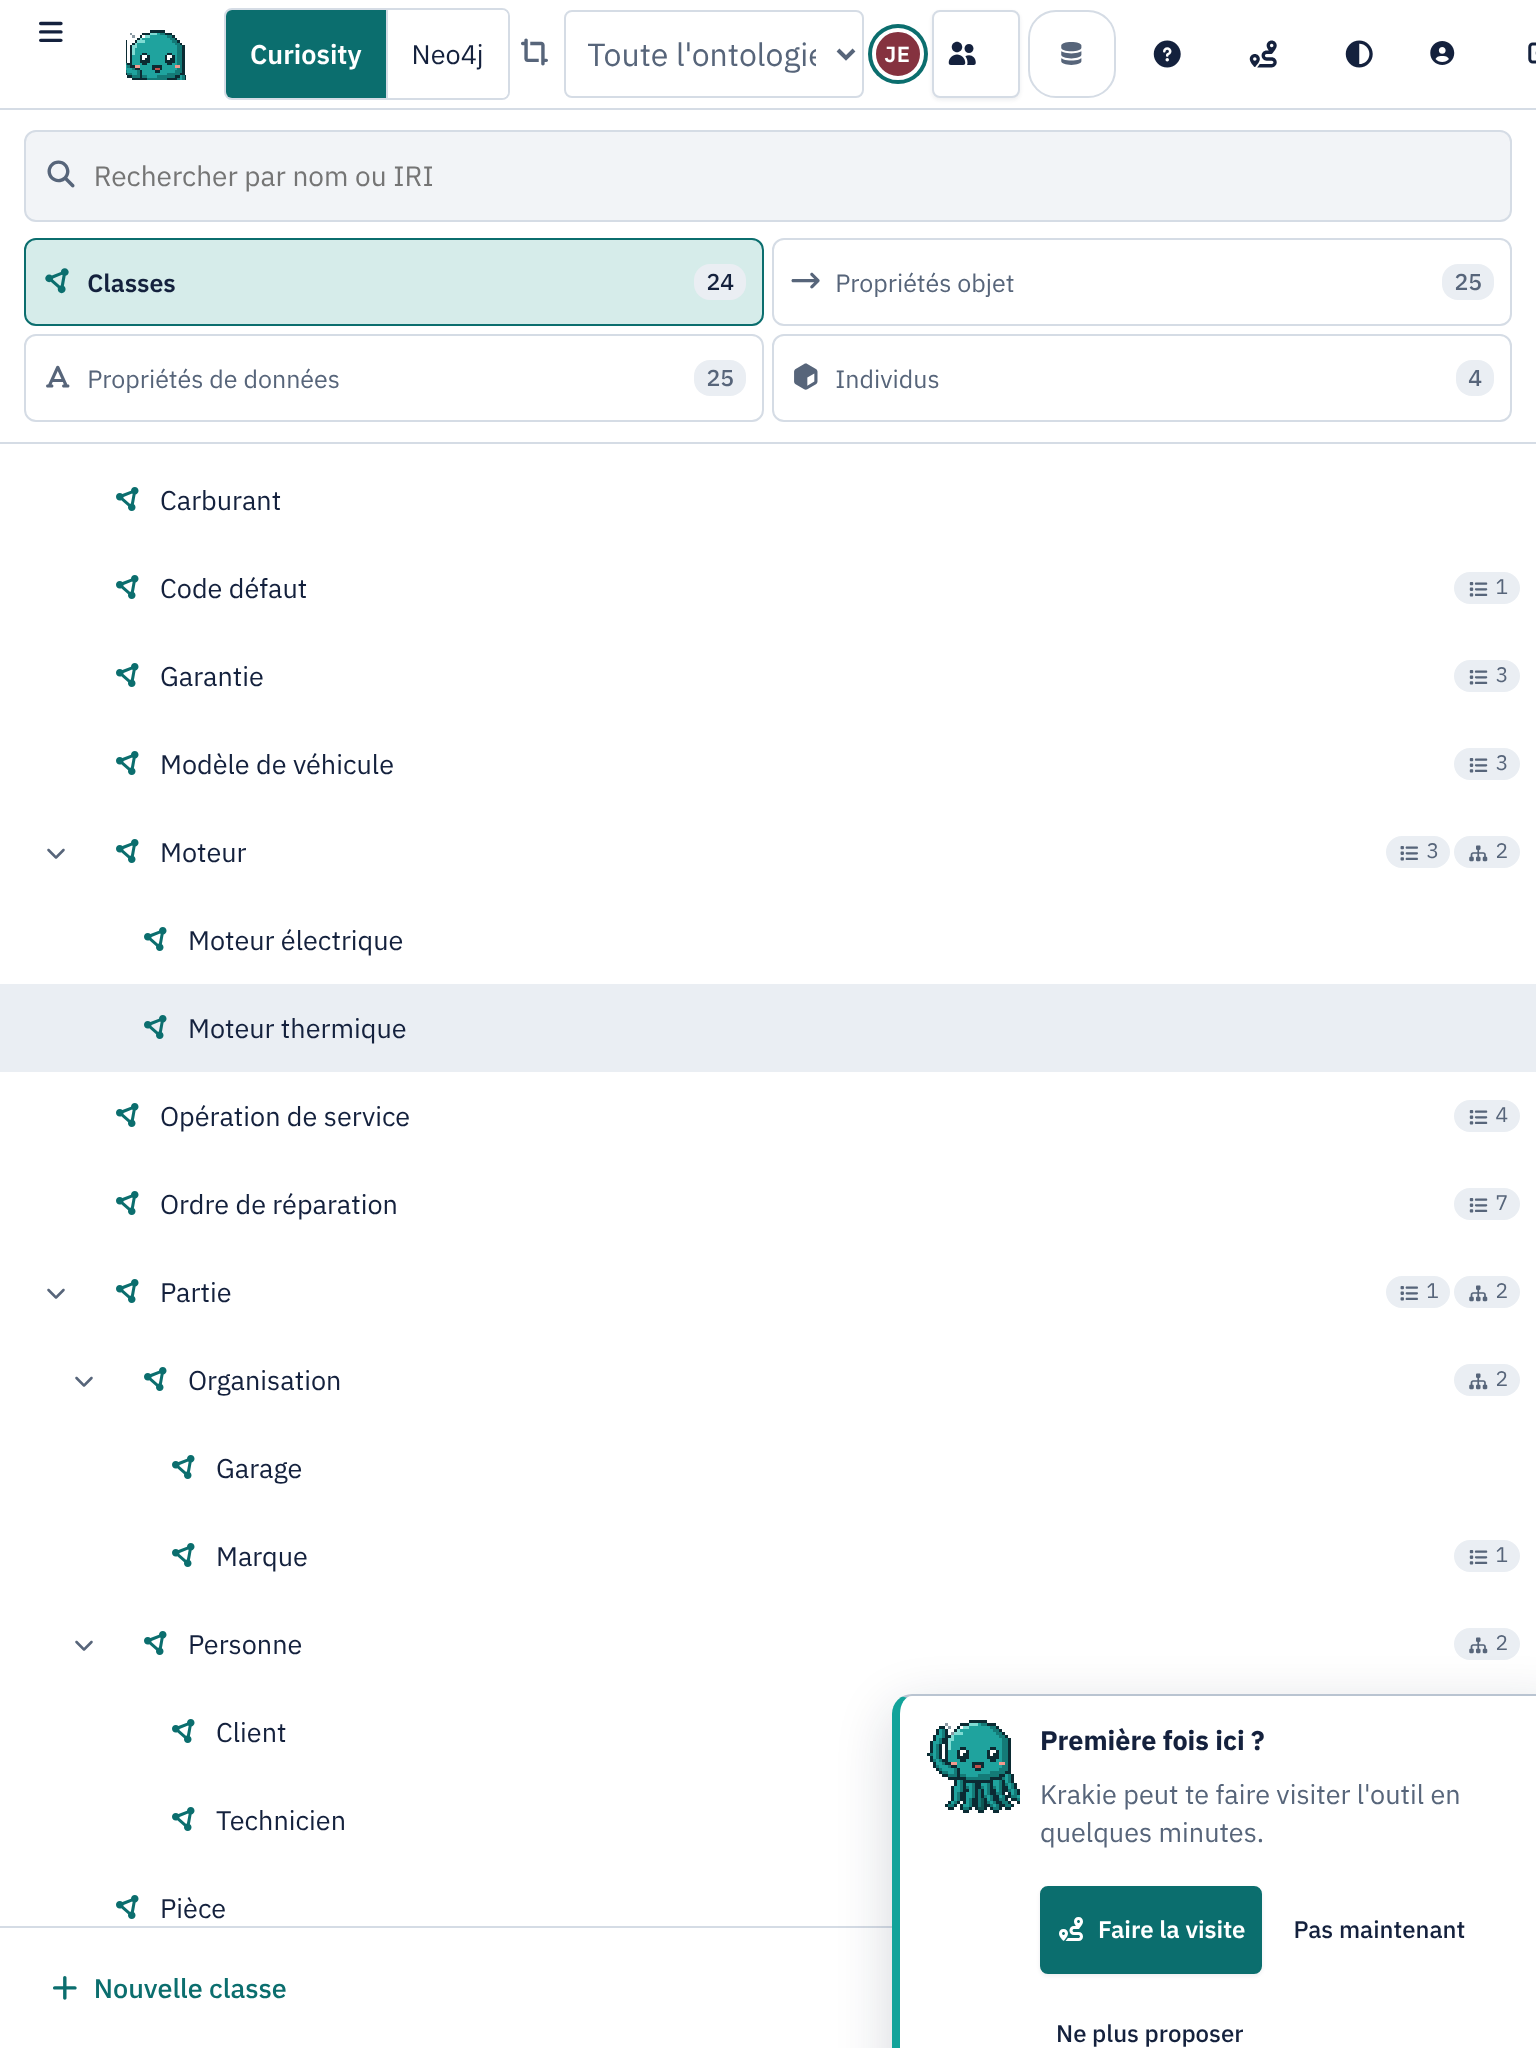 Curiosity
Neo4j
Toute l'ontologie
JE
Rechercher par nom ou IRI
Classes 24
Propriétés objet 25
Propriétés de données 25
Individus 4
Carburant
Code défaut 1
Garantie 3
Modèle de véhicule 3
Moteur 3 2
Moteur électrique
Moteur thermique
Opération de service 4
Ordre de réparation 7
Partie 1 2
Organisation 2
Garage
Marque 1
Personne 2
Client
Technicien
Pièce
Nouvelle classe
Première fois ici ?
Krakie peut te faire visiter l'outil en
quelques minutes.
Faire la visite
Pas maintenant
Ne plus proposer